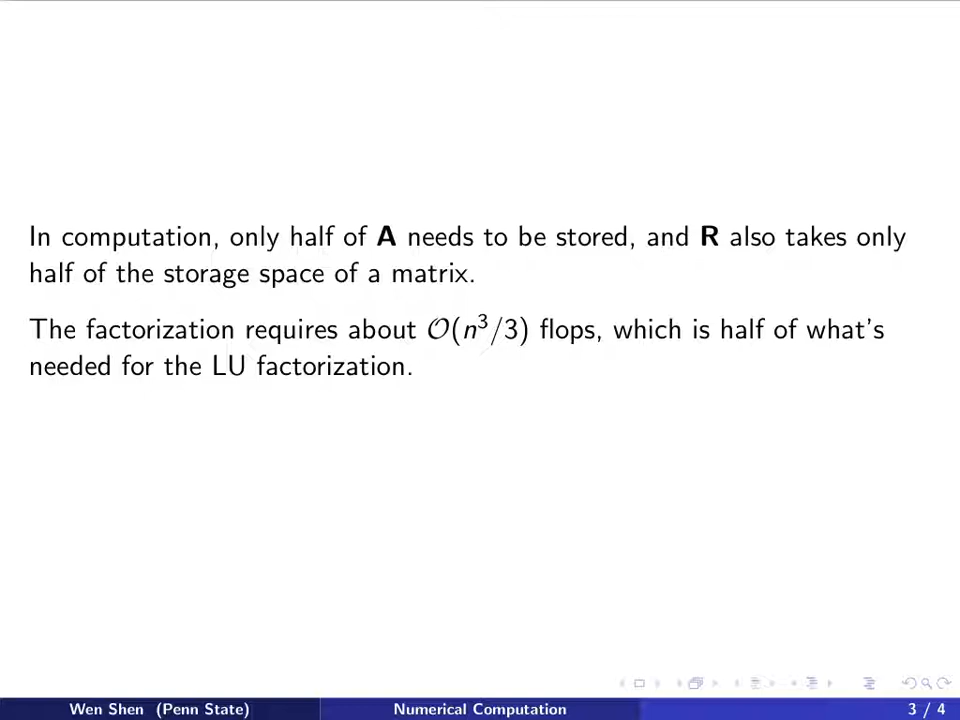 In computation, only half of A needs to be stored, and R also takes only
half of the storage space of a matrix.
The factorization requires about O(n³/3) flops, which is half of what's
needed for the LU factorization.
Wen Shen (Penn State) Numerical Computation 3 / 4